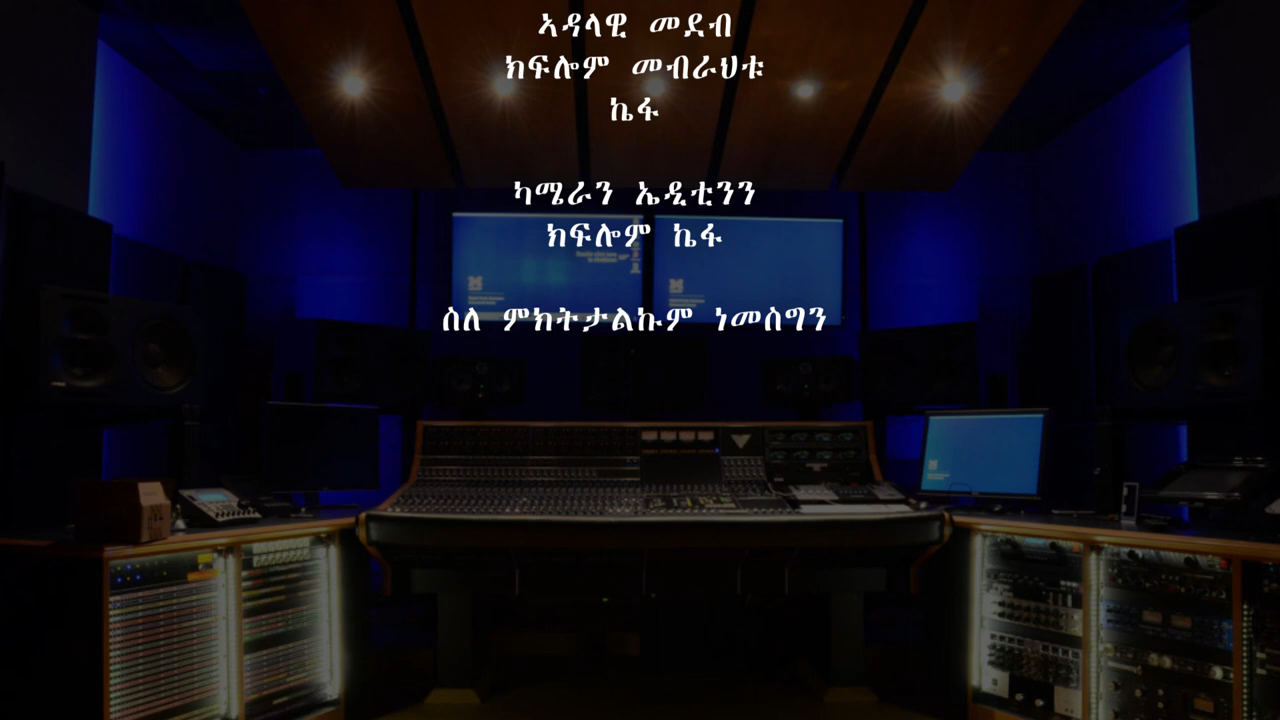 ኣዳላዊ መደብ
ክፍሎም መብራህቱ
ኬፋ
ካሜራን ኤዲቲንን
ክፍሎም ኬፋ
ስለ ምክትታልኩም ነመስግን